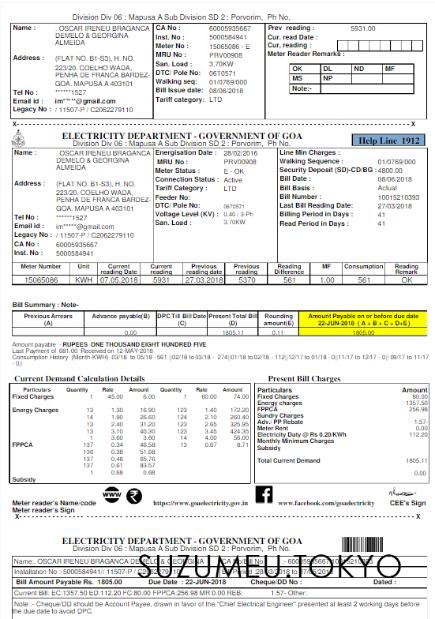 Division Div 06 : Mapusa A Sub Division SD 2 : Porvorim, Ph No.
Name : OSCAR IRENEU BRAGANCA DEMELO & GEORGINA ALMEIDA
Address : (FLAT NO. B1-S3), H. NO. 223/20, COELHO WADA, PENHA DE FRANCA BARDEZ-GOA. MAPUSA A 403101
Tel No : ******1527
Email id : im*****@gmail.com
Legacy No : / 11507-P / C2062279110
CA No : 60005935667
Inst. No : 5000584941
Meter No : 15065086 - E
MRU No : PRV00908
San. Load : 3.70KW
DTC/ Pole No: 0610571
Walking seq: 01/0769/000
Bill Issue date: 08/06/2018
Tariff category: LTD
Prev reading : 5931.00
Cur. read Date :
Cur, reading :
Meter Reader Remarks :
OK DL ND MF
MS NP
Note:-
X- -X
ELECTRICITY DEPARTMENT - GOVERNMENT OF GOA
Help Line 1912
Division Div 06 : Mapusa A Sub Division SD 2 : Porvorim, Ph No.
Name : OSCAR IRENEU BRAGANCA DEMELO & GEORGINA ALMEIDA
Address : (FLAT NO. B1-S3), H. NO. 223/20, COELHO WADA, PENHA DE FRANCA BARDEZ-GOA. MAPUSA A 403101
Tel No : ******1527
Email id : im*****@gmail.com
Legacy No : / 11507-P / C2062279110
CA No : 60005935667
Inst. No : 5000584941
Energisation Date : 28/02/2016
MRU No : PRV00908
Meter Status : E - OK
Connection Status : Active
Tariff Category : LTD
Feeder No :
DTC/ Pole No: 0670571
Voltage Level (KV) : 0.40 / 3-Ph
San. Load : 3.70KW
Line Min Charges :
Walking Sequence : 01/0769/000
Security Deposit (SD)-CD/BG : 4800.00
Bill Date : 08/06/2018
Bill Basis : Actual
Bill Number : 10015210393
Last Bill Reading Date: 27/03/2018
Billing Period in Days : 41
Read Period in Days : 41
Meter Number Unit Current reading Date Current reading Previous reading Date Previous reading Reading Difference MF Consumption Reading Remark
15065086 KWH 07.05.2018 5931 27.03.2018 5370 561 1.00 561 OK
Bill Summary : Note-
Previous Arrears (A) Advance payable(B) DPC Till Bill Date (C) Present Total Bill (D) Rounding amount(E) Amount Payable on or before due date 22-JUN-2018 ( A + B + C + D+E )
0.00 1805.11 0.11- 1805.00
Amount payable - RUPEES ONE THOUSAND EIGHT HUNDRED FIVE
Last Payment of 681.00 Received on 12-MAY-2018
Consumption History (Month-KWH) 03/18 to 05/18 - 561 |02/18 to 03/18 - 274|01/18 to 02/18 - 112|12/17 to 01/18 - 0|11/17 to 12/17 - 0|09/17 to 11/17 - 0|
Current Demand Calculation Details
Particulars Quantity Rate Amount Quantity Rate Amount
Fixed Charges 1 45.00 6.00 60.00 74.00
Energy Charges 13 1.30 16.90 123 1.40 172.20
14 1.90 26.60 124 2.10 260.40
13 2.40 31.20 123 2.65 325.95
13 3.10 40.30 123 3.45 424.35
1 3.60 3.60 14 4.00 56.00
FPPCA 137 0.34 46.58 13 0.67 8.71
136 0.38 51.68
136 0.48 65.76
137 0.61 83.57
1 0.68 0.68
Subsidy
Present Bill Charges
Particulars Amount
Fixed Charges 80.00
Energy charges 1357.50
FPPCA 256.98
Sundry Charges
Adv./ PP Rebate 1.57-
Meter Rent 0.00
Electricity Duty @ Rs 0.20/KWh 112.20
Monthly Minimum Charges
Subsidy
Total Current Demand 1805.11
0.00
Meter reader's Name/code
Meter reader's Sign
www
https://www.goaelectricity.gov.in
f
www.facebook.com/goaelectricity
CEE's Sign
X- -X
ELECTRICITY DEPARTMENT - GOVERNMENT OF GOA
Division Div 06 : Mapusa A Sub Division SD 2 : Porvorim, Ph No.
Name:. OSCAR IRENEU BRAGANCA DEMELO & GEORGINA
SUZUMEU TOKYO
Installation :-5000584941/ 11507-P /
Bill Amount Payable Rs. 1805.00 Due Date : 22-JUN-2018 Cheque/DD No : Dated :
Current Bill: EC:1357.50 ED:112.20 FC:80.00 FPPCA:256.98 MR 0.00 REB: 1.57- Other:
Note :- Cheque/DD should be Account Payee, drawn in favor of the "Chief Electrical Engineer" presented at least 2 working days before the due date to avoid DPC.